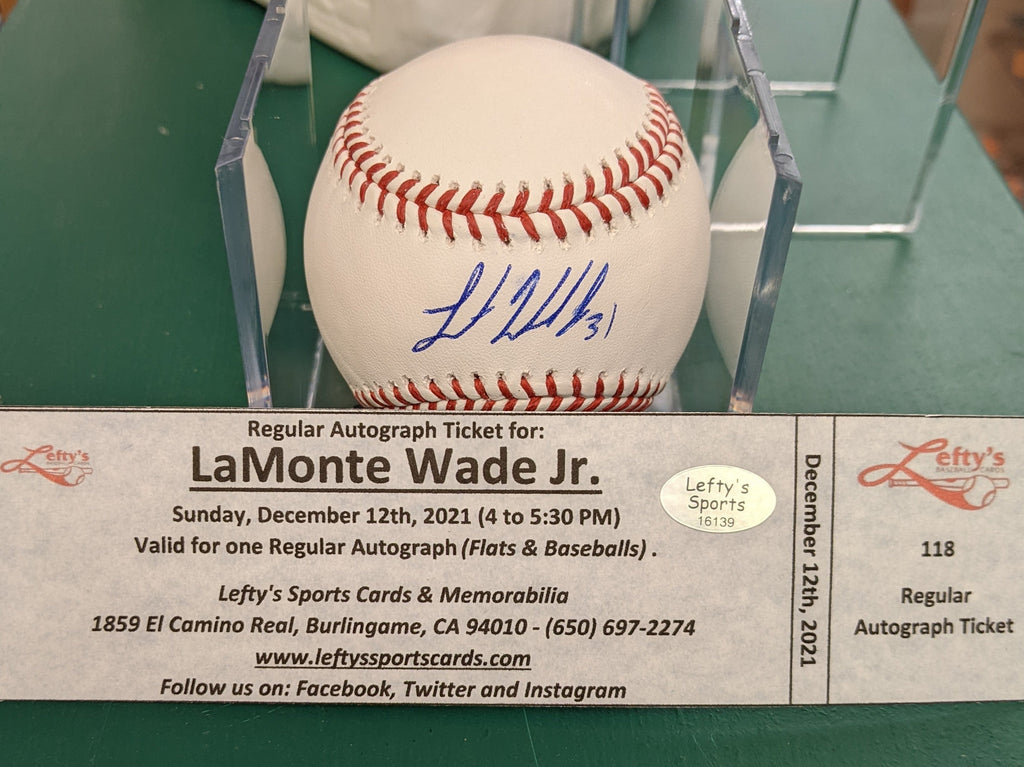 31
Regular Autograph Ticket for:
LaMonte Wade Jr.
Sunday, December 12th, 2021 (4 to 5:30 PM)
Valid for one Regular Autograph (Flats & Baseballs) .
Lefty's Sports Cards & Memorabilia
1859 El Camino Real, Burlingame, CA 94010 - (650) 697-2274
www.leftyssportscards.com
Follow us on: Facebook, Twitter and Instagram
Lefty's
Lefty's
Sports
16139
December 12th, 2021
Lefty's
BASEBALL CARDS
118
Regular
Autograph Ticket